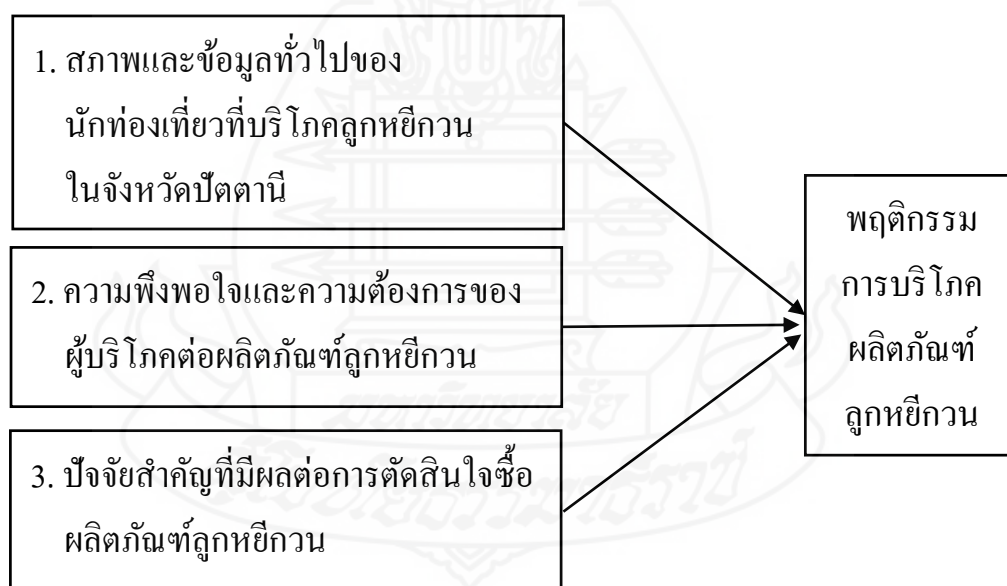 1. สภาพและข้อมูลทั่วไปของ
นักท่องเที่ยวที่บริโภคลูกหยีกวน
ในจังหวัดปัตตานี
2. ความพึงพอใจและความต้องการของ
ผู้บริโภคต่อผลิตภัณฑ์ลูกหยีกวน
3. ปัจจัยสำคัญที่มีผลต่อการตัดสินใจซื้อ
ผลิตภัณฑ์ลูกหยีกวน
พฤติกรรม
การบริโภค
ผลิตภัณฑ์
ลูกหยีกวน